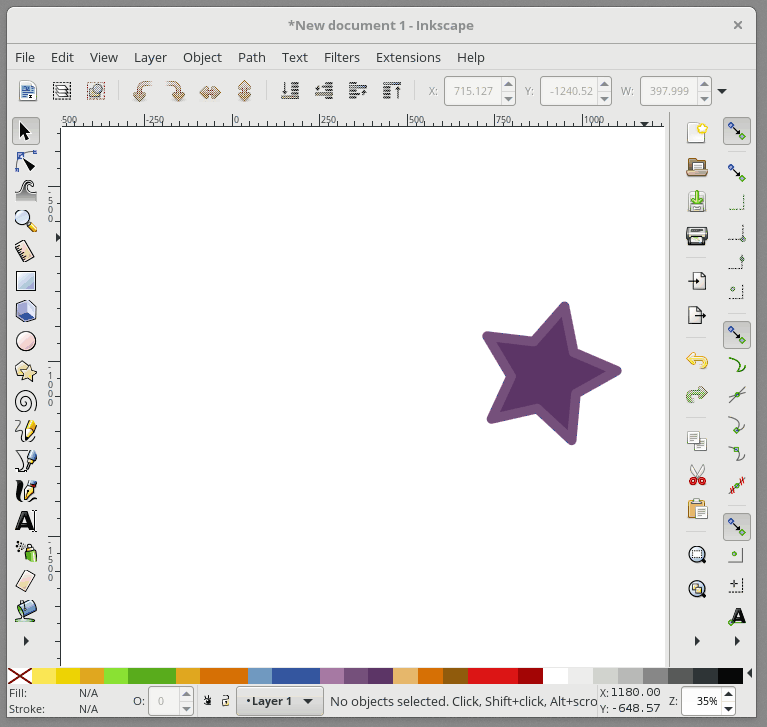 *New document 1 - Inkscape
File Edit View Layer Object Path Text Filters Extensions Help
X: 715.127 Y: -1240.52 W: 397.999
-500 -250 0 250 500 750 1000
-500
-1000
-1500
Fill: N/A
Stroke: N/A
O: 0
•Layer 1
No objects selected. Click, Shift+click, Alt+scro
X: 1180.00
Y: -648.57
Z: 35%